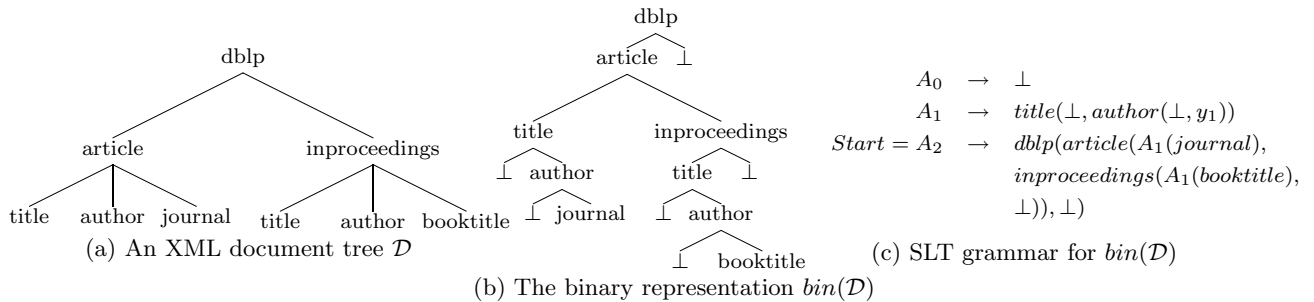 dblp
article inproceedings
title author journal title author booktitle
(a) An XML document tree D
dblp
article ⊥
title inproceedings
⊥ author title ⊥
⊥ journal ⊥ author
⊥ booktitle
(b) The binary representation bin(D)
A₀ → ⊥
A₁ → title(⊥, author(⊥, y₁))
Start = A₂ → dblp(article(A₁(journal),
inproceedings(A₁(booktitle),
⊥)), ⊥)
(c) SLT grammar for bin(D)